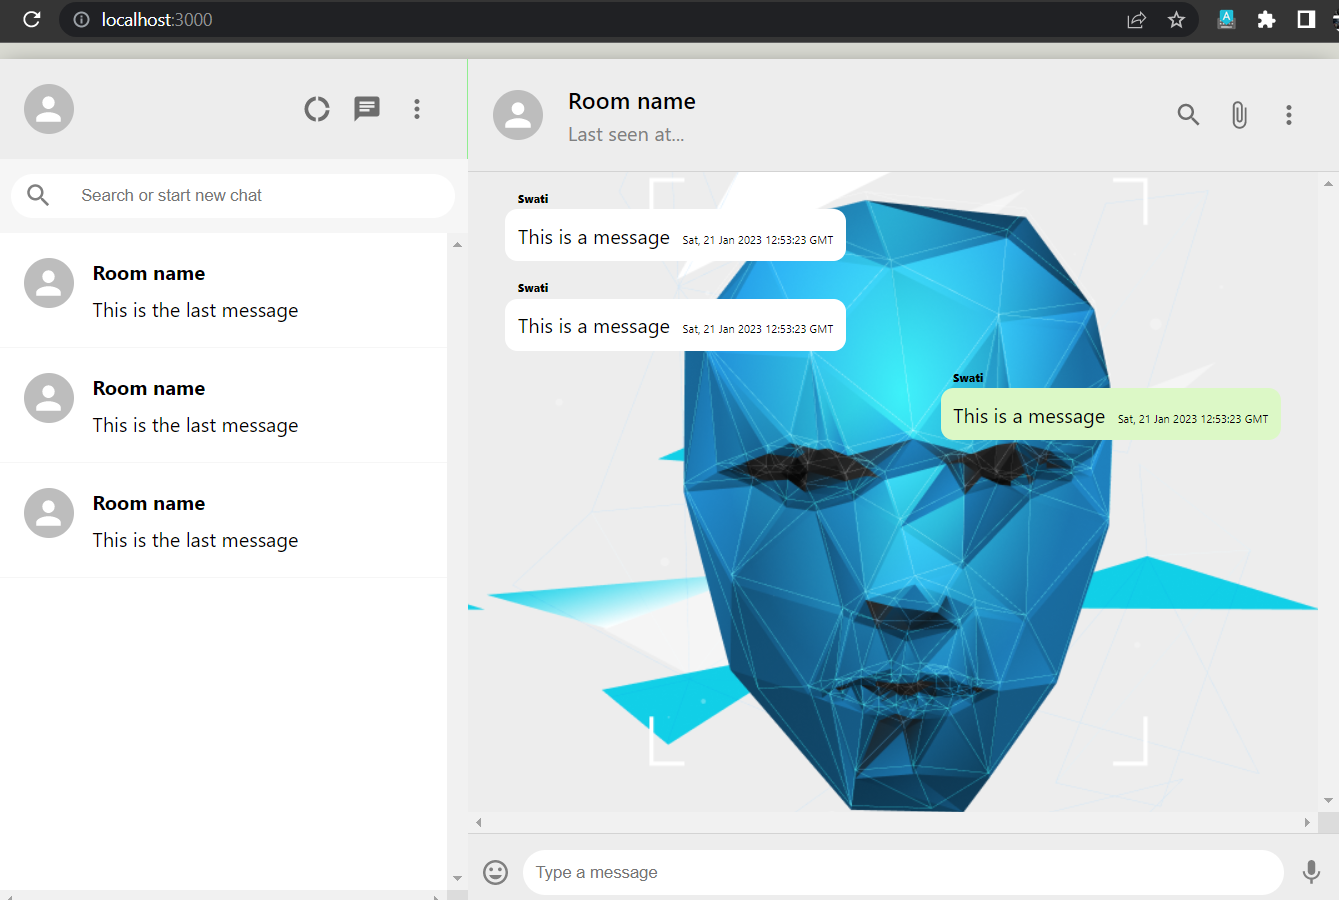 localhost:3000
Room name
Last seen at...
Search or start new chat
Room name
This is the last message
Room name
This is the last message
Room name
This is the last message
Swati
This is a message Sat, 21 Jan 2023 12:53:23 GMT
Swati
This is a message Sat, 21 Jan 2023 12:53:23 GMT
Swati
This is a message Sat, 21 Jan 2023 12:53:23 GMT
Type a message